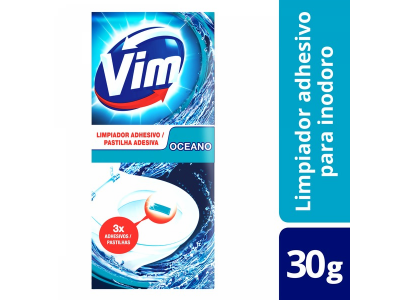 Vim
LIMPIADOR ADHESIVO /
PASTILHA ADESIVA
OCEANO
3x
ADHESIVOS /
PASTILHAS
Limpiador adhesivo
para inodoro
30g